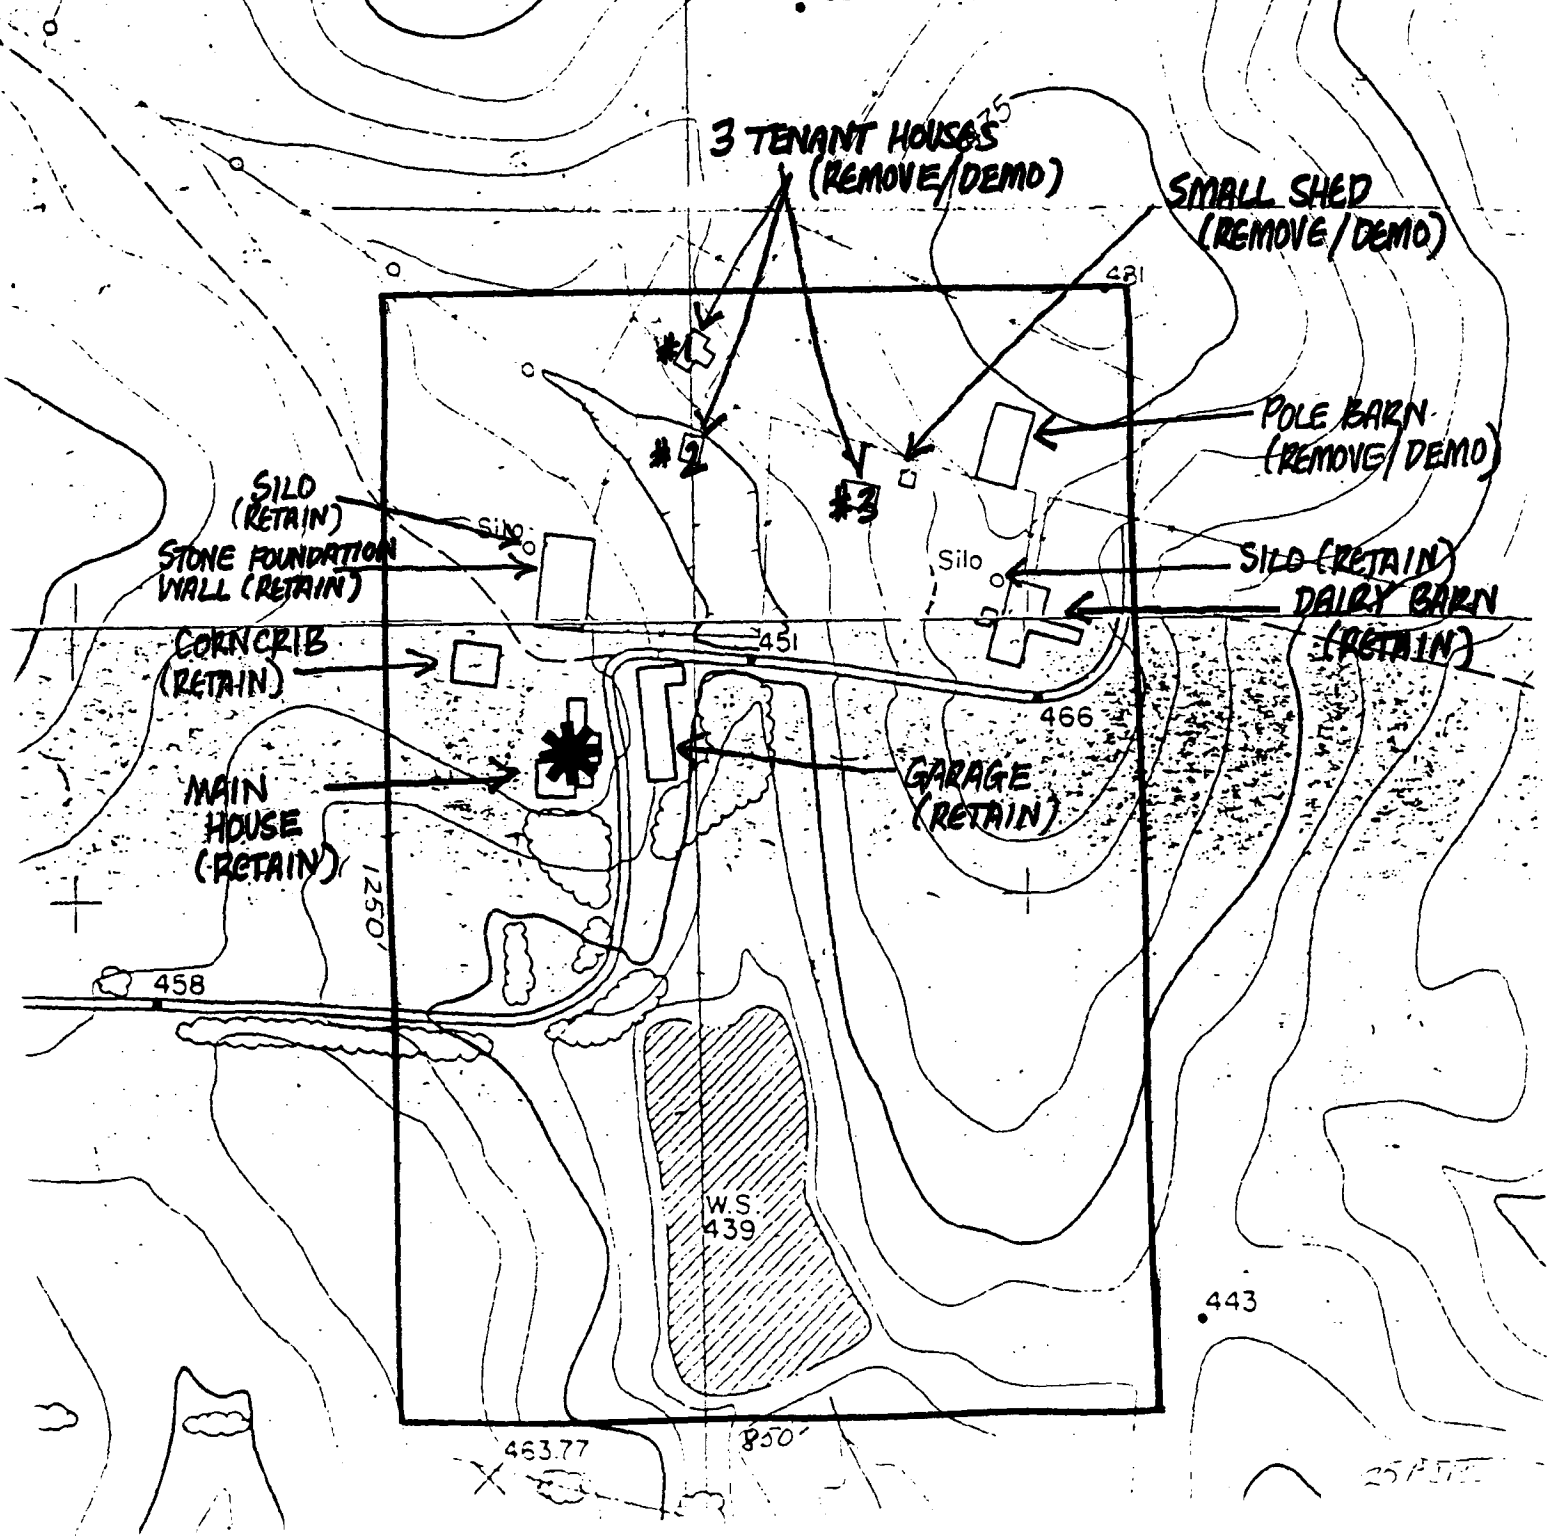 75
3 TENANT HOUSES
(REMOVE/DEMO)
SMALL SHED
(REMOVE/DEMO)
481
#1
POLE BARN
(REMOVE/DEMO)
#2
#3
SILO
(RETAIN)
Silo
STONE FOUNDATION
WALL (RETAIN)
Silo
SILO (RETAIN)
DAIRY BARN
(RETAIN)
CORNCRIB
(RETAIN)
451
466
MAIN
HOUSE
(RETAIN)
GARAGE
(RETAIN)
1250'
458
W.S.
439
443
463.77
850'